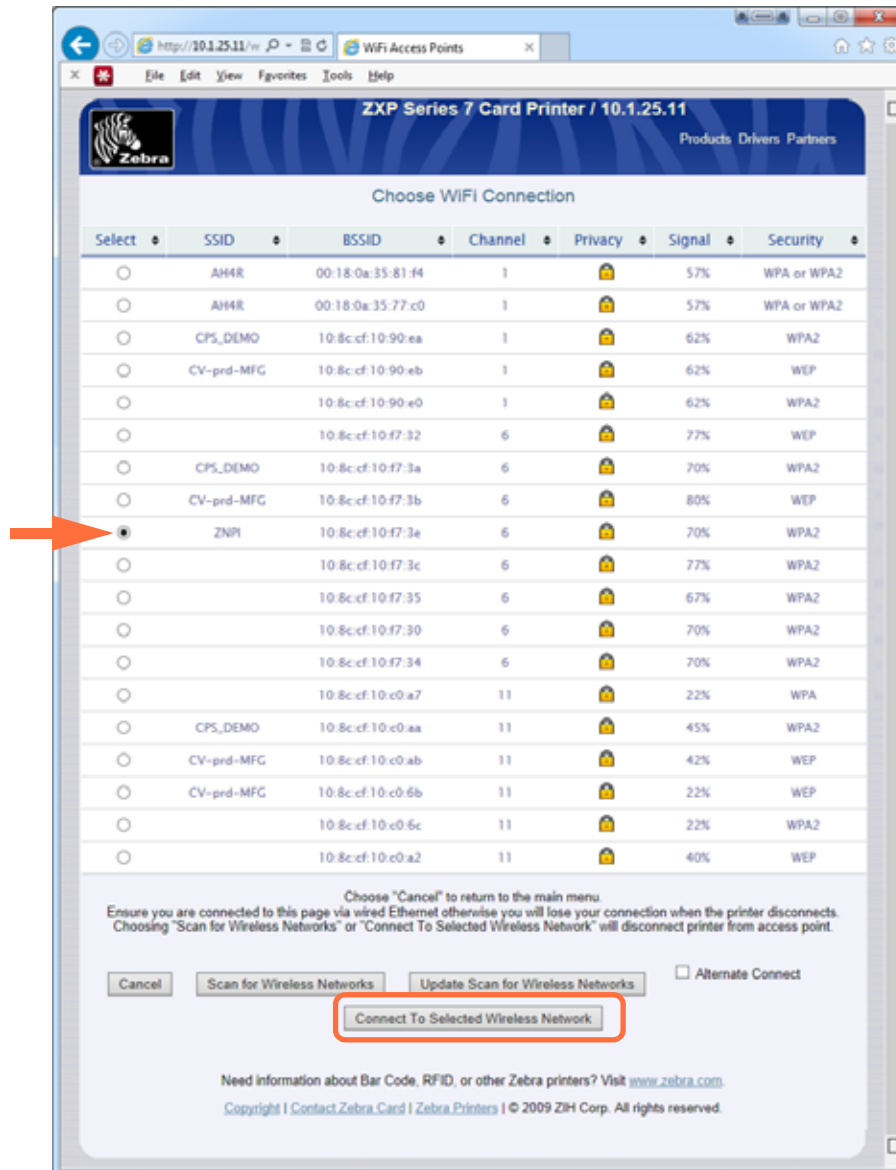 http://10.1.25.11/w
WiFi Access Points
File Edit View Favorites Tools Help
ZXP Series 7 Card Printer / 10.1.25.11
Zebra
Products Drivers Partners
Choose WiFi Connection
Select SSID BSSID Channel Privacy Signal Security
AH4R 00:18:0a:35:81:f4 1 57% WPA or WPA2
AH4R 00:18:0a:35:77:c0 1 57% WPA or WPA2
CPS_DEMO 10:8c:cf:10:90:ea 1 62% WPA2
CV-prd-MFG 10:8c:cf:10:90:eb 1 62% WEP
10:8c:cf:10:90:e0 1 62% WPA2
10:8c:cf:10:f7:32 6 77% WEP
CPS_DEMO 10:8c:cf:10:f7:3a 6 70% WPA2
CV-prd-MFG 10:8c:cf:10:f7:3b 6 80% WEP
ZNPI 10:8c:cf:10:f7:3e 6 70% WPA2
10:8c:cf:10:f7:3c 6 77% WPA2
10:8c:cf:10:f7:35 6 67% WPA2
10:8c:cf:10:f7:30 6 70% WPA2
10:8c:cf:10:f7:34 6 70% WPA2
10:8c:cf:10:c0:a7 11 22% WPA
CPS_DEMO 10:8c:cf:10:c0:aa 11 45% WPA2
CV-prd-MFG 10:8c:cf:10:c0:ab 11 42% WEP
CV-prd-MFG 10:8c:cf:10:c0:6b 11 22% WEP
10:8c:cf:10:c0:6c 11 22% WPA2
10:8c:cf:10:c0:a2 11 40% WEP
Choose "Cancel" to return to the main menu.
Ensure you are connected to this page via wired Ethernet otherwise you will lose your connection when the printer disconnects.
Choosing "Scan for Wireless Networks" or "Connect To Selected Wireless Network" will disconnect printer from access point.
Cancel Scan for Wireless Networks Update Scan for Wireless Networks Alternate Connect
Connect To Selected Wireless Network
Need information about Bar Code, RFID, or other Zebra printers? Visit www.zebra.com.
Copyright | Contact Zebra Card | Zebra Printers | © 2009 ZIH Corp. All rights reserved.